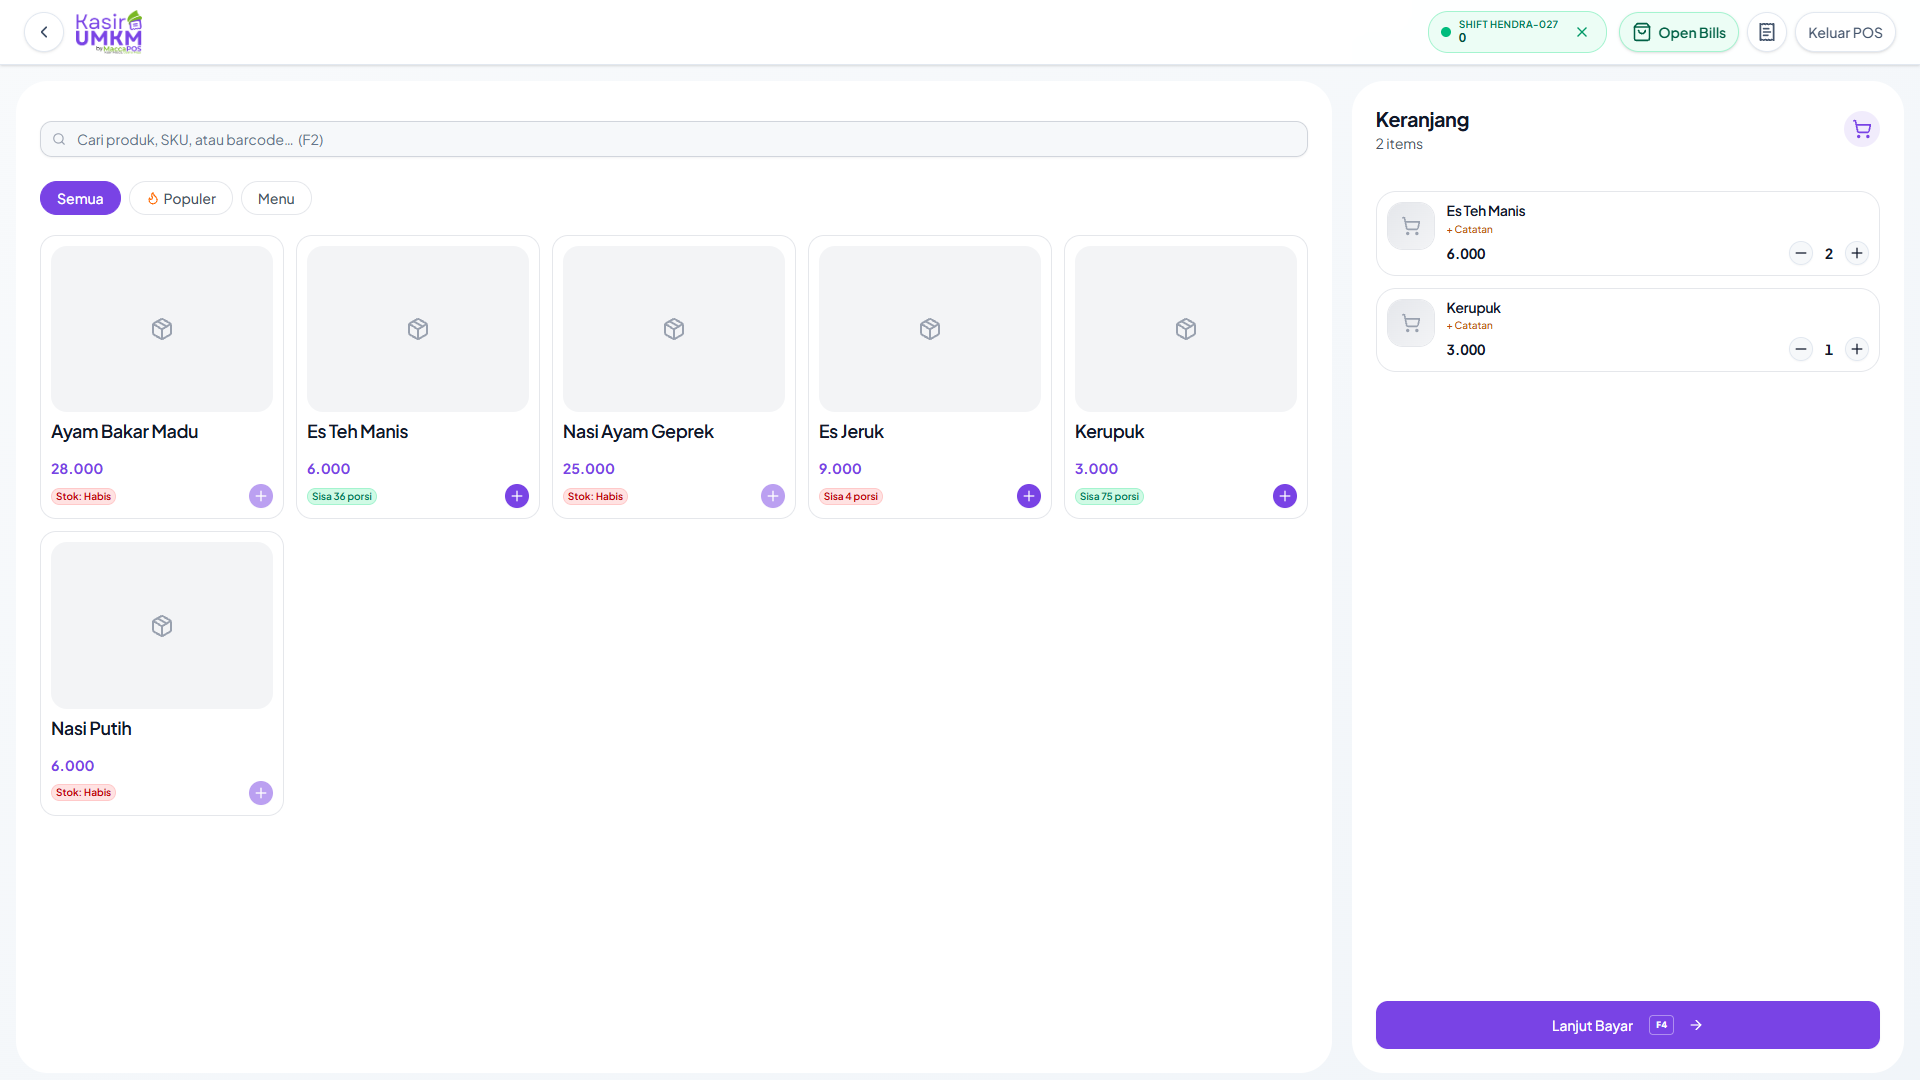 Kasir
UMKM
by MaccaPOS
SHIFT HENDRA-027
0
Open Bills
Keluar POS
Cari produk, SKU, atau barcode... (F2)
Semua
Populer
Menu
Ayam Bakar Madu
28.000
Stok: Habis
Es Teh Manis
6.000
Sisa 36 porsi
Nasi Ayam Geprek
25.000
Stok: Habis
Es Jeruk
9.000
Sisa 4 porsi
Kerupuk
3.000
Sisa 75 porsi
Nasi Putih
6.000
Stok: Habis
Keranjang
2 items
Es Teh Manis
+ Catatan
6.000
2
Kerupuk
+ Catatan
3.000
1
Lanjut Bayar F4